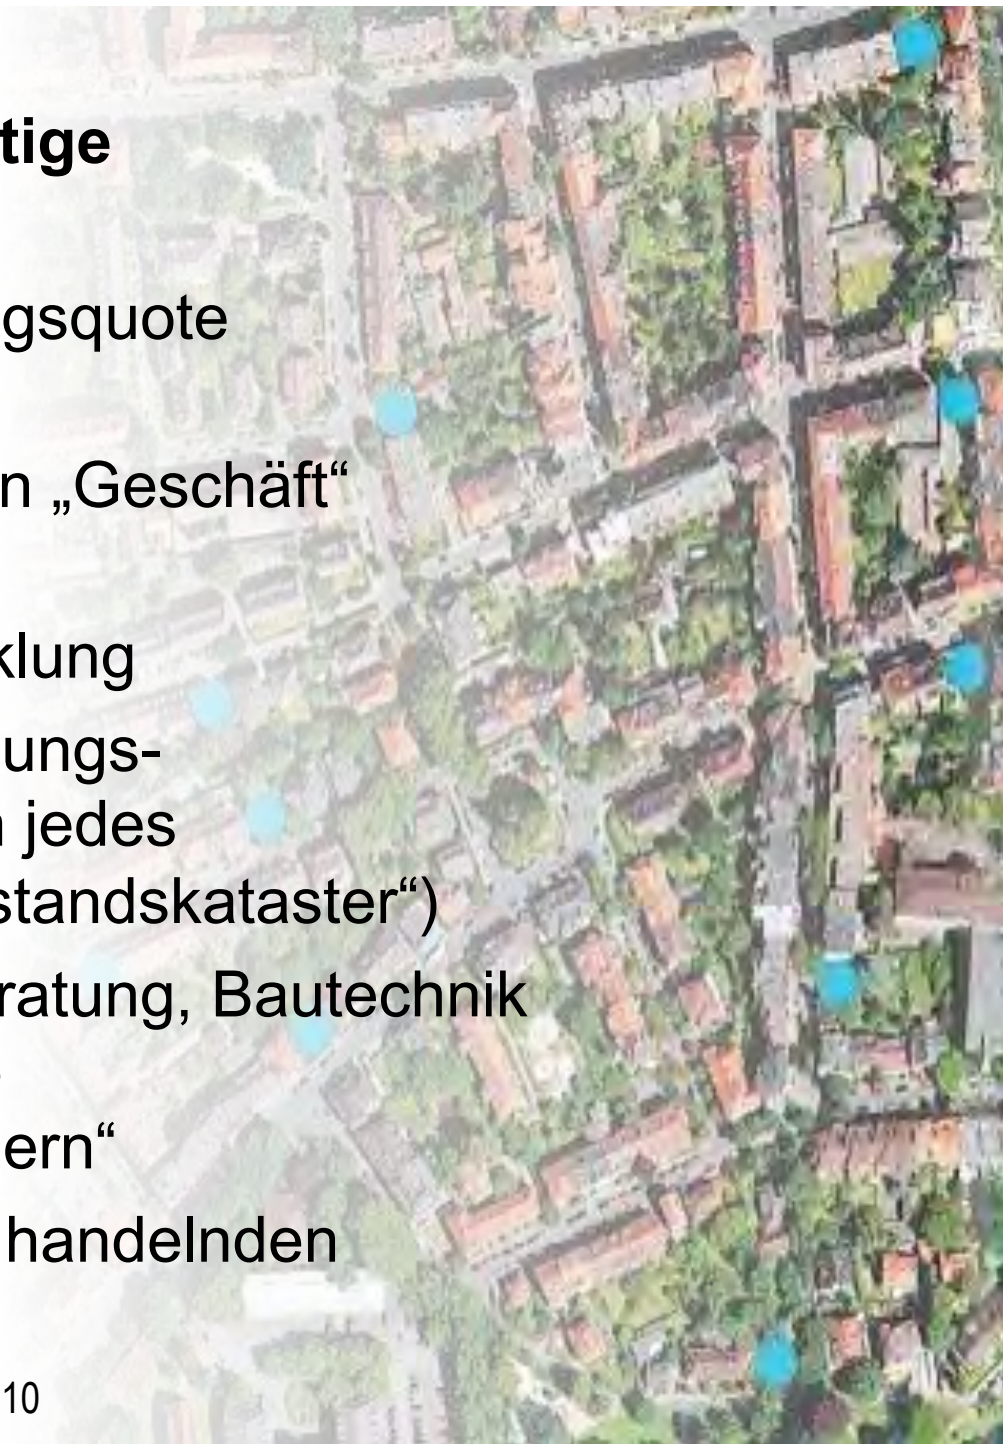 tige
gsquote
n „Geschäft“
klung
ungs-
jedes
standskataster“)
ratung, Bautechnik
ern“
handelnden
10